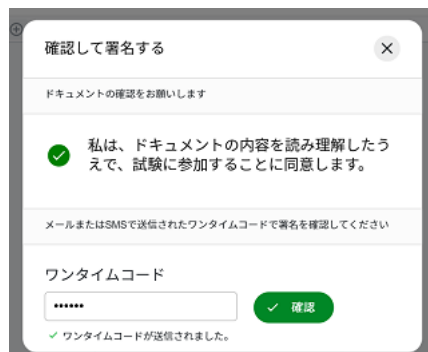 確認して署名する
ドキュメントの確認をお願いします
私は、ドキュメントの内容を読み理解したう
えで、試験に参加することに同意します。
メールまたはSMSで送信されたワンタイムコードで署名を確認してください
ワンタイムコード
••••••
確認
ワンタイムコードが送信されました。